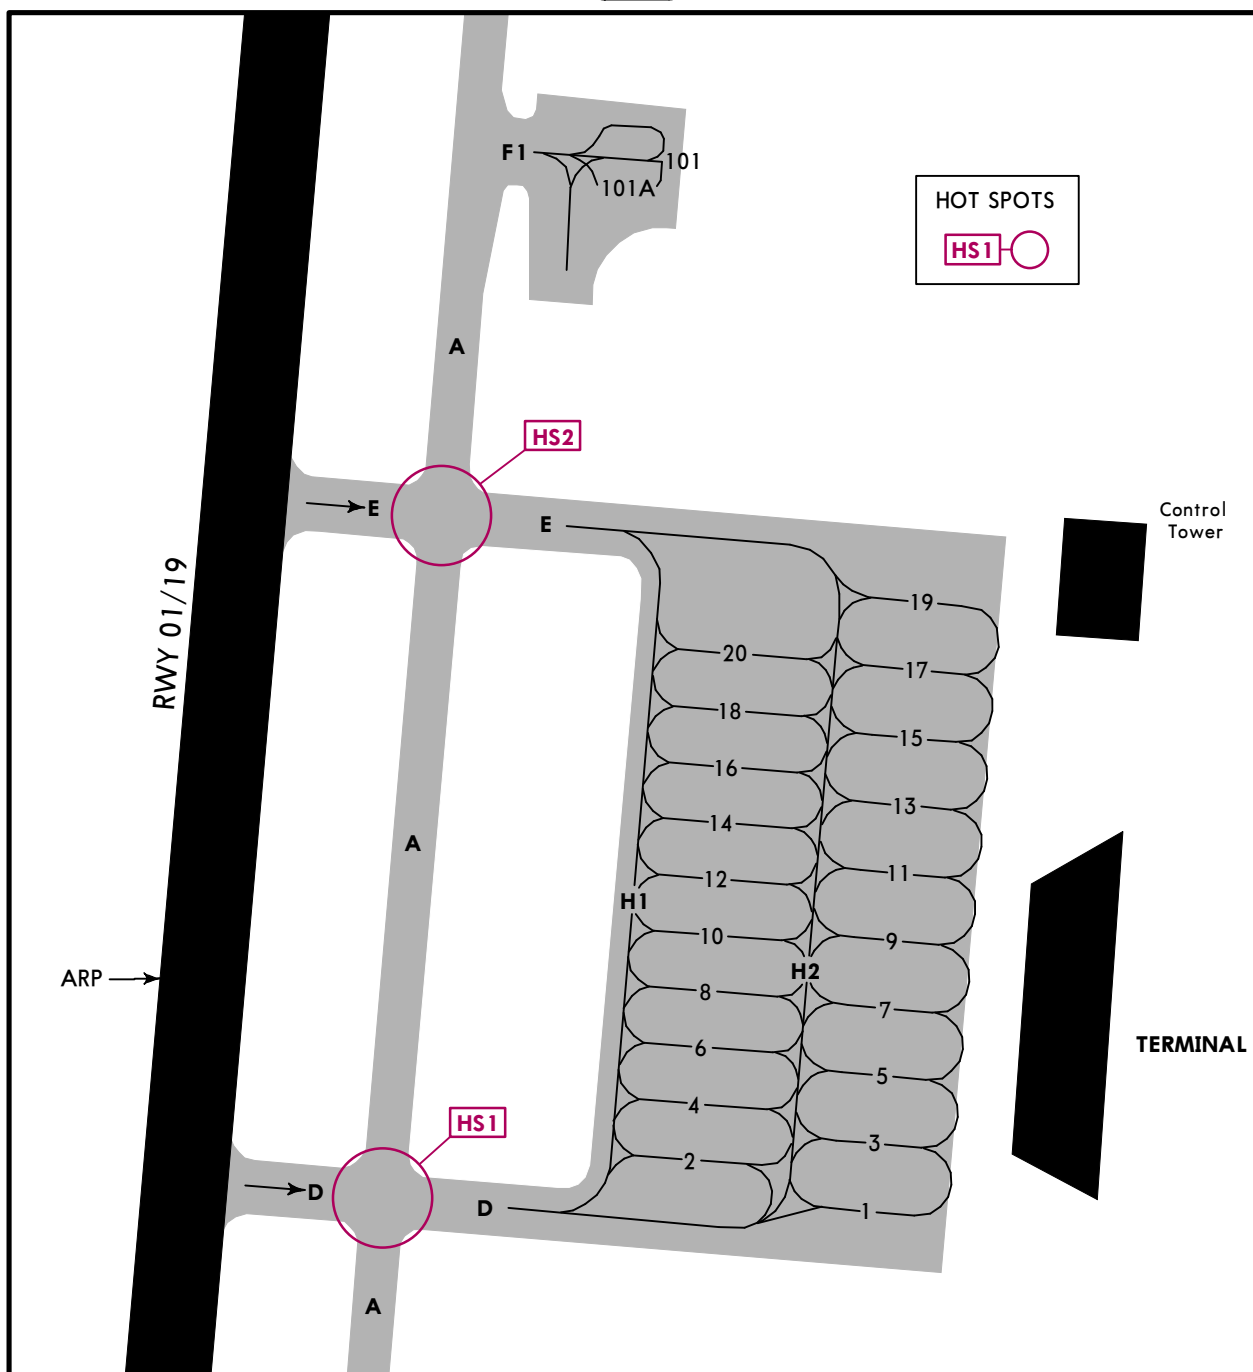 F1
101
101A
HOT SPOTS
HS1
A
HS2
E
E
Control
Tower
RWY 01/19
19
20
17
18
15
16
13
14
A
11
12
H1
10
9
H2
ARP
8
7
TERMINAL
6
5
4
HS1
3
2
D
D
1
A